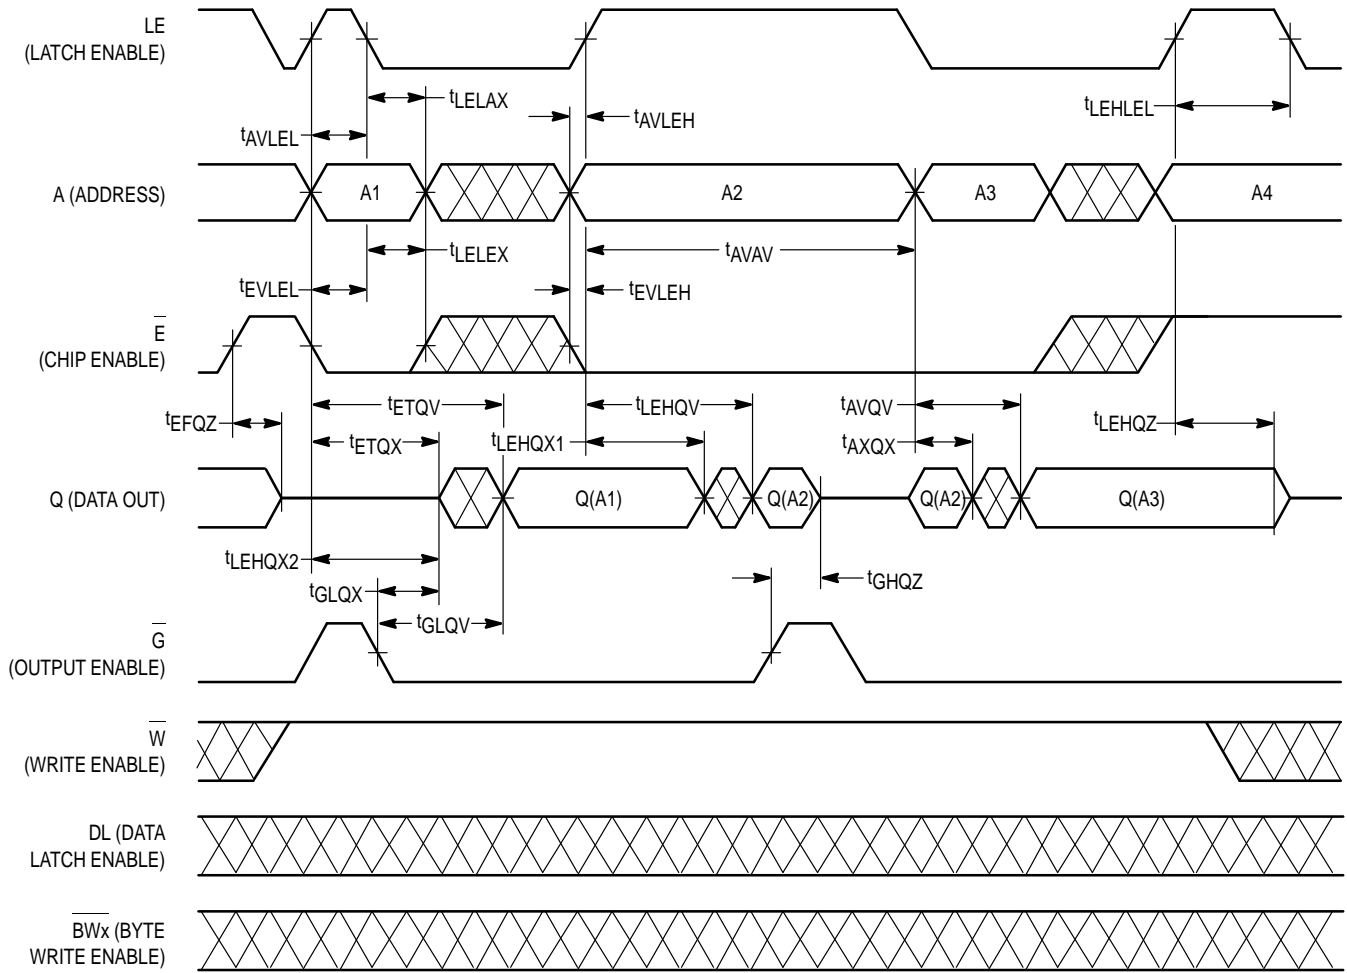 LE
(LATCH ENABLE)
tLELAX
tAVLEL
tAVLEH
tLEHLEL
A (ADDRESS)
A1
A2
A3
A4
tLELEX
tAVAV
tEVLEL
tEVLEH
E
(CHIP ENABLE)
tETQV
tLEHQV
tAVQV
tEFQZ
tETQX
tLEHQX1
tAXQX
tLEHQZ
Q (DATA OUT)
Q(A1)
Q(A2)
Q(A2)
Q(A3)
tLEHQX2
tGLQX
tGHQZ
tGLQV
G
(OUTPUT ENABLE)
W
(WRITE ENABLE)
DL (DATA
LATCH ENABLE)
BWx (BYTE
WRITE ENABLE)